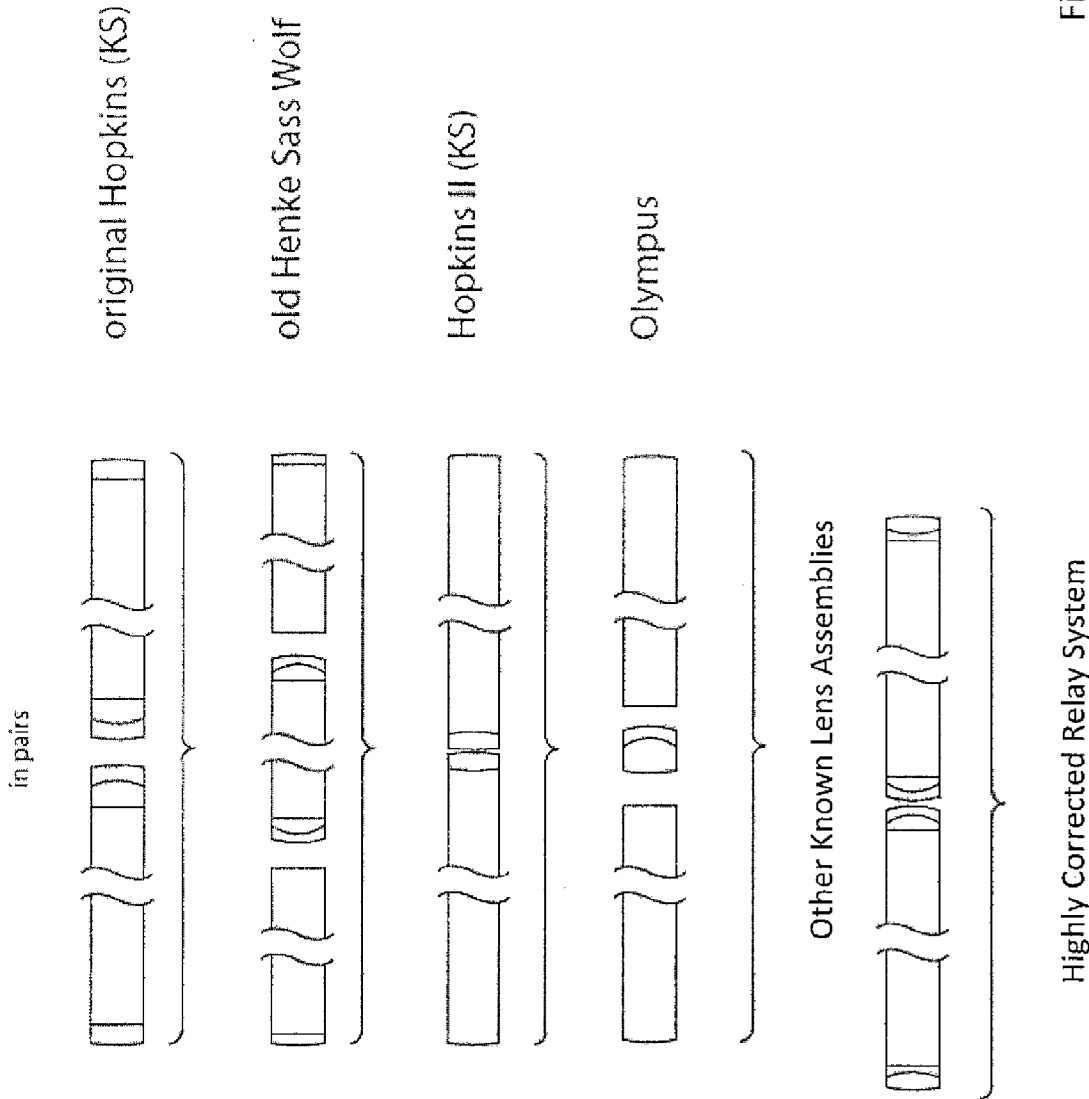 in pairs
original Hopkins (KS)
old Henke Sass Wolf
Hopkins II (KS)
Olympus
Other Known Lens Assemblies
Highly Corrected Relay System
Fi